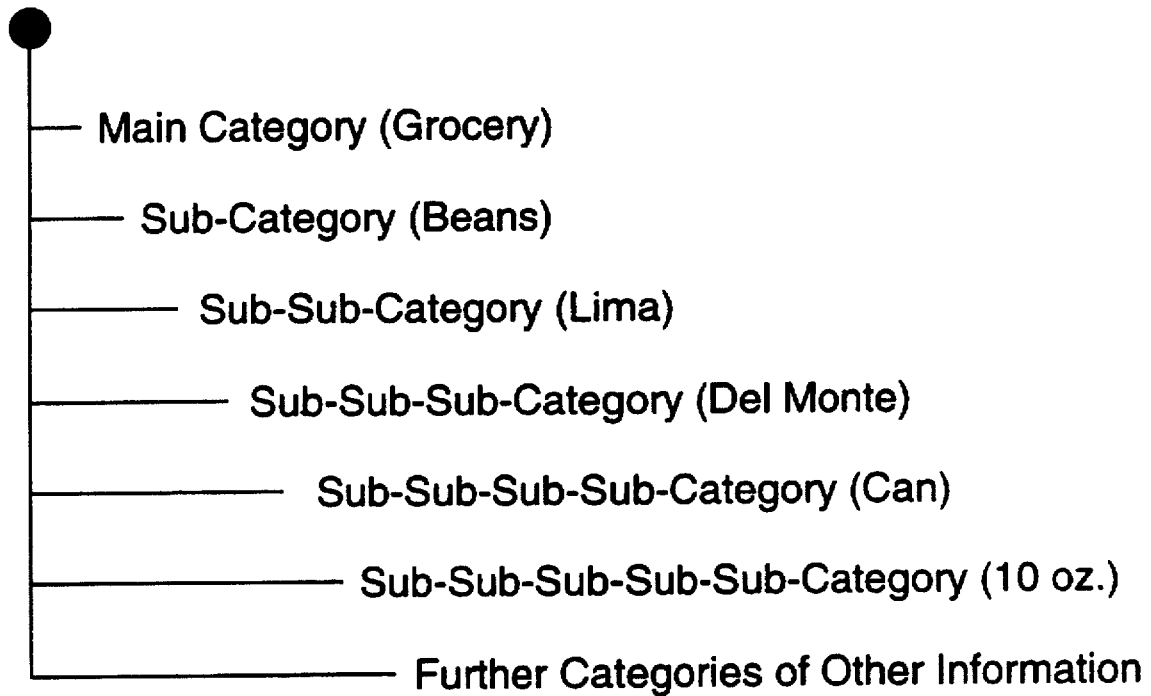 Main Category (Grocery)
Sub-Category (Beans)
Sub-Sub-Category (Lima)
Sub-Sub-Sub-Category (Del Monte)
Sub-Sub-Sub-Sub-Category (Can)
Sub-Sub-Sub-Sub-Sub-Category (10 oz.)
Further Categories of Other Information